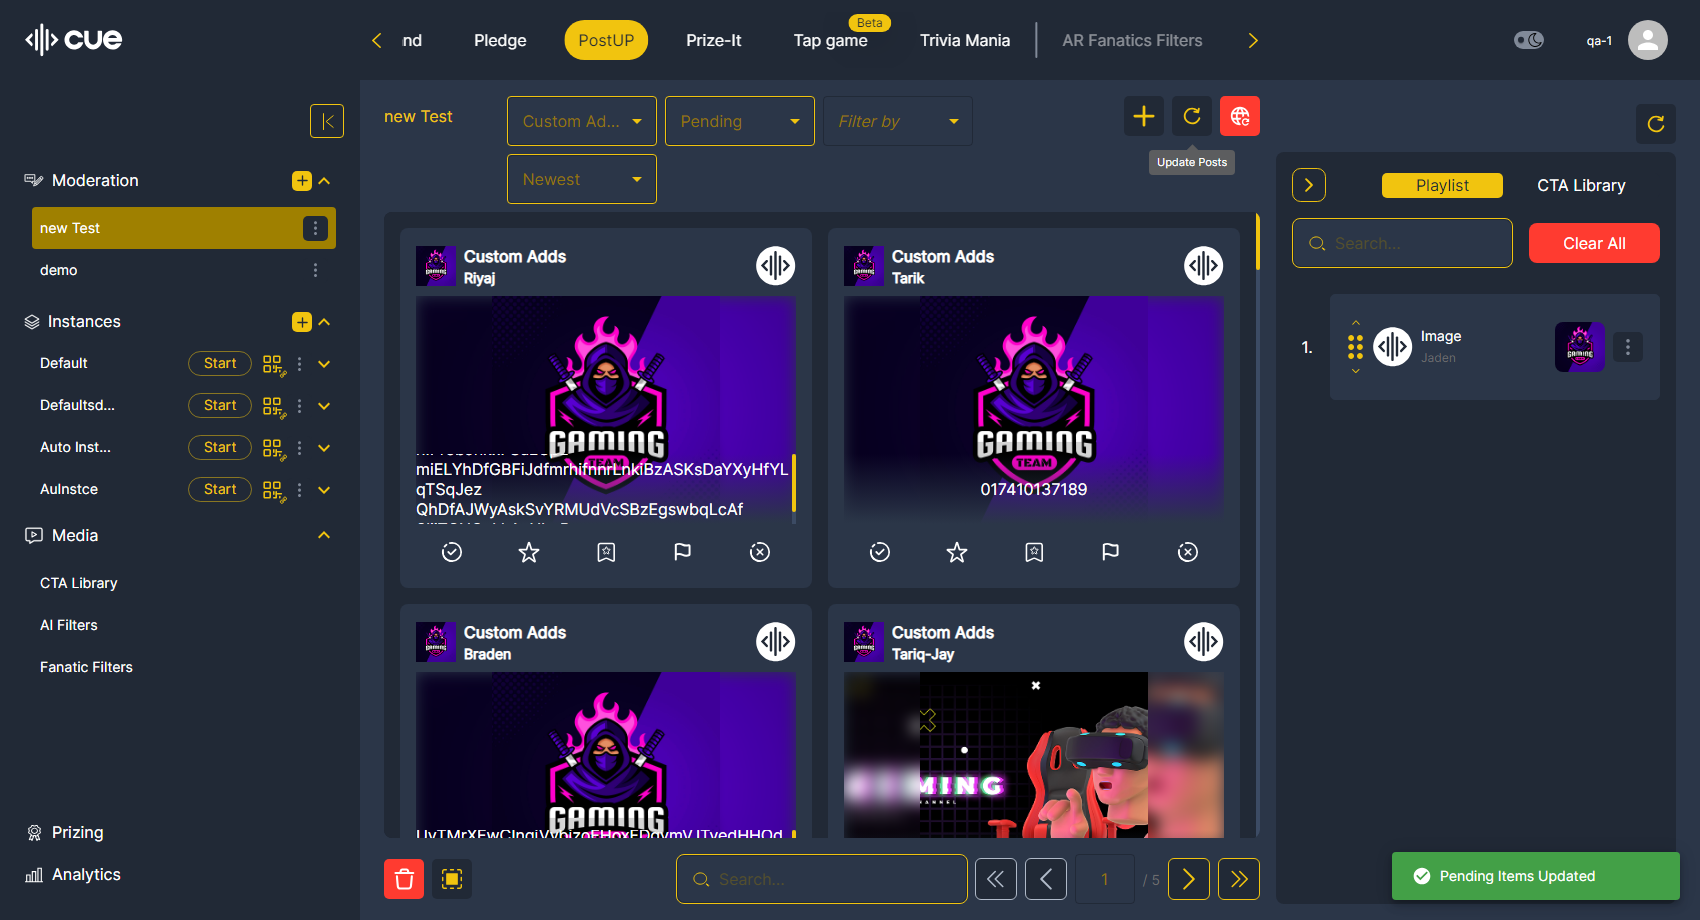 cue
nd
Pledge
PostUP
Prize-It
Tap game
Beta
Trivia Mania
AR Fanatics Filters
qa-1
Moderation
new Test
demo
Instances
Default
Start
Defaultsd...
Start
Auto Inst...
Start
AuInstce
Start
Media
CTA Library
AI Filters
Fanatic Filters
Prizing
Analytics
new Test
Custom Ad...
Pending
Filter by
Newest
Update Posts
Custom Adds
Riyaj
GAMING
TEAM
miELYhDfGBFiJdfmrhifnnrLnkiBzASKsDaYXyHfYL
qTSqJez
QhDfAJWyAskSvYRMUdVcSBzEgswbqLcAf
Custom Adds
Tarik
GAMING
TEAM
017410137189
Custom Adds
Braden
GAMING
Custom Adds
Tariq-Jay
MING
ANNEL
Search...
1
/ 5
Playlist
CTA Library
Search...
Clear All
1.
Image
Jaden
GAMING
Pending Items Updated